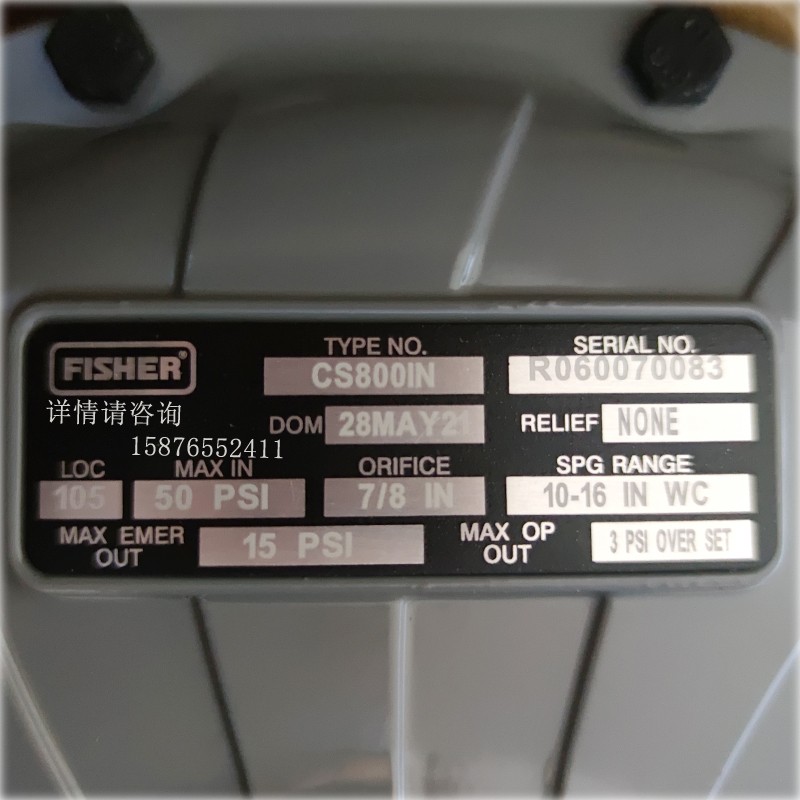 FISHER®
TYPE NO.
CS800IN
SERIAL NO.
R060070083
DOM 28MAY21
RELIEF NONE
详情请咨询
15876552411
LOC
105
MAX IN
50 PSI
ORIFICE
7/8 IN
SPG RANGE
10-16 IN WC
MAX EMER
OUT
15 PSI
MAX OP
OUT
3 PSI OVER SET